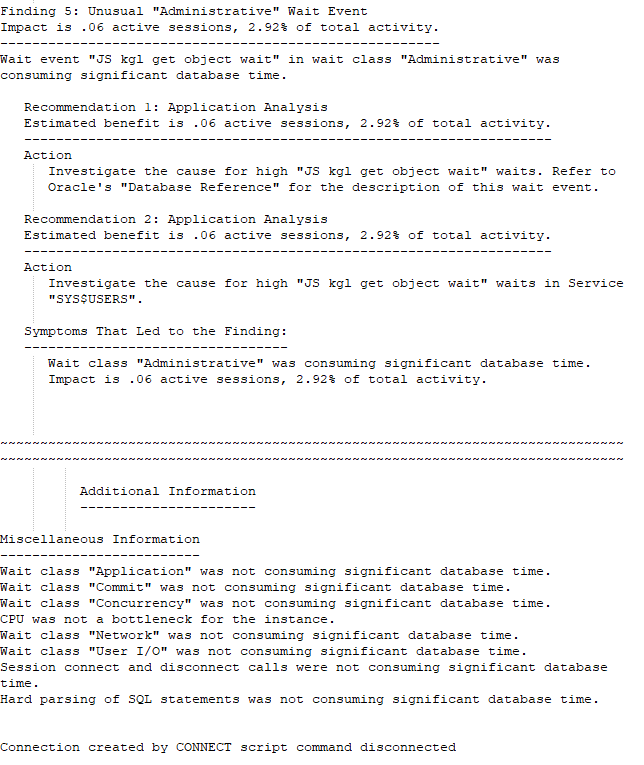 Finding 5: Unusual "Administrative" Wait Event
Impact is .06 active sessions, 2.92% of total activity.
-------------------------------------------------------
Wait event "JS kgl get object wait" in wait class "Administrative" was
consuming significant database time.
Recommendation 1: Application Analysis
Estimated benefit is .06 active sessions, 2.92% of total activity.
------------------------------------------------------------------
Action
Investigate the cause for high "JS kgl get object wait" waits. Refer to
Oracle's "Database Reference" for the description of this wait event.
Recommendation 2: Application Analysis
Estimated benefit is .06 active sessions, 2.92% of total activity.
------------------------------------------------------------------
Action
Investigate the cause for high "JS kgl get object wait" waits in Service
"SYS$USERS".
Symptoms That Led to the Finding:
---------------------------------
Wait class "Administrative" was consuming significant database time.
Impact is .06 active sessions, 2.92% of total activity.
~~~~~~~~~~~~~~~~~~~~~~~~~~~~~~~~~~~~~~~~~~~~~~~~~~~~~~~~~~~~~~~~~~~~~~~~~~~~~~
~~~~~~~~~~~~~~~~~~~~~~~~~~~~~~~~~~~~~~~~~~~~~~~~~~~~~~~~~~~~~~~~~~~~~~~~~~~~~~
Additional Information
----------------------
Miscellaneous Information
-------------------------
Wait class "Application" was not consuming significant database time.
Wait class "Commit" was not consuming significant database time.
Wait class "Concurrency" was not consuming significant database time.
CPU was not a bottleneck for the instance.
Wait class "Network" was not consuming significant database time.
Wait class "User I/O" was not consuming significant database time.
Session connect and disconnect calls were not consuming significant database
time.
Hard parsing of SQL statements was not consuming significant database time.
Connection created by CONNECT script command disconnected